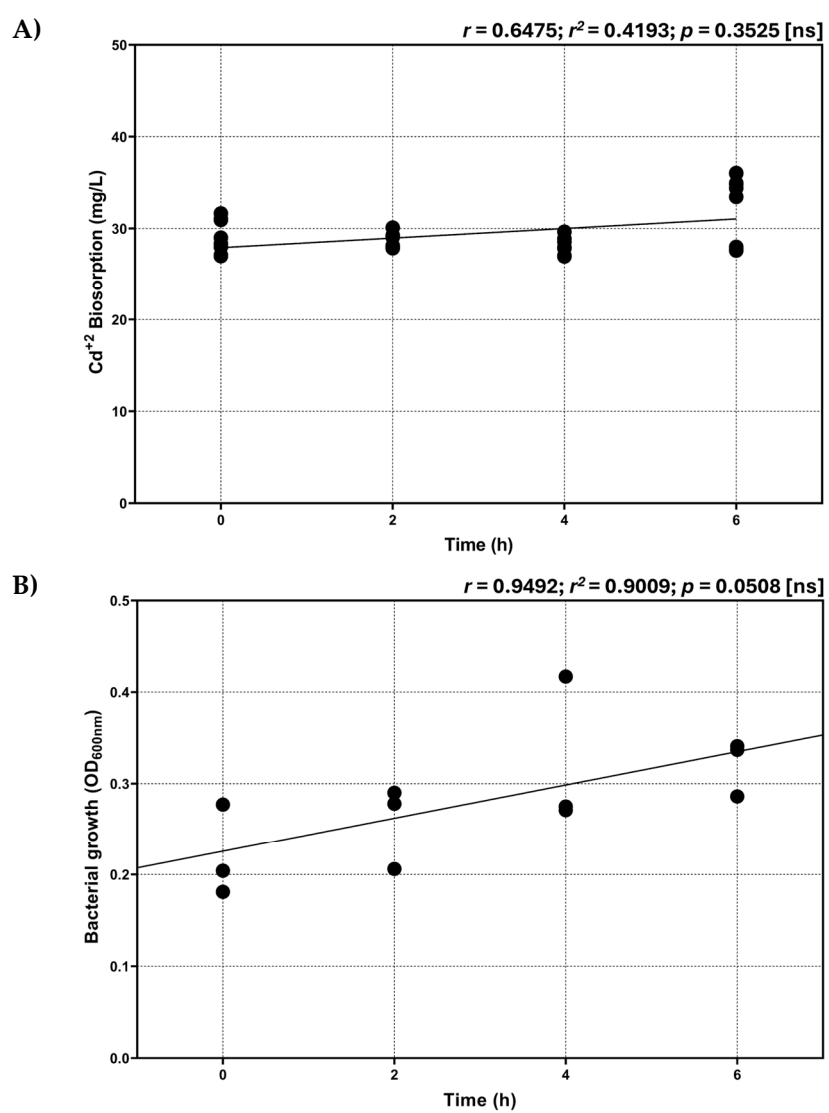 A)
r = 0.6475; r² = 0.4193; p = 0.3525 [ns]
50
40
30
20
10
0
Cd⁺² Biosorption (mg/L)
0 2 4 6
Time (h)
B)
r = 0.9492; r² = 0.9009; p = 0.0508 [ns]
0.5
0.4
0.3
0.2
0.1
0.0
Bacterial growth (OD₆₀₀ₙₘ)
0 2 4 6
Time (h)